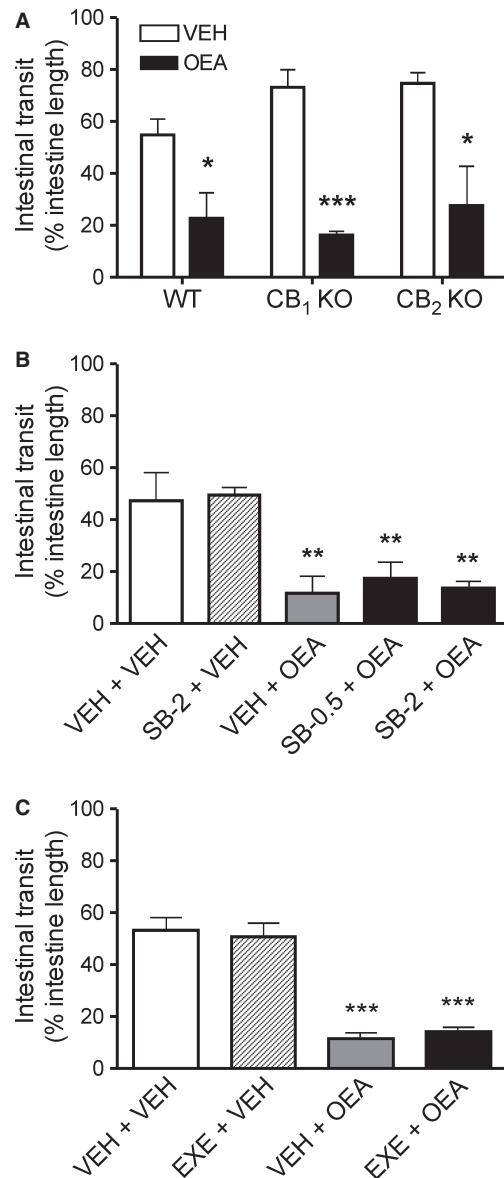 A
Intestinal transit
(% intestine length)
100
80
60
40
20
0
VEH
OEA
*
***
*
WT
CB₁ KO
CB₂ KO
B
Intestinal transit
(% intestine length)
100
80
60
40
20
0
**
**
**
VEH + VEH
SB-2 + VEH
VEH + OEA
SB-0.5 + OEA
SB-2 + OEA
C
Intestinal transit
(% intestine length)
100
80
60
40
20
0
***
***
VEH + VEH
EXE + VEH
VEH + OEA
EXE + OEA